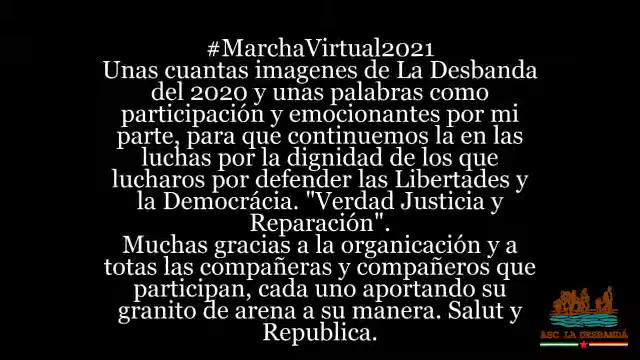 #MarchaVirtual2021
Unas cuantas imagenes de La Desbanda
del 2020 y unas palabras como
participación y emocionantes por mi
parte, para que continuemos la en las
luchas por la dignidad de los que
lucharos por defender las Libertades y
la Democrácia. "Verdad Justicia y
Reparación".
Muchas gracias a la organicación y a
totas las compañeras y compañeros que
participan, cada uno aportando su
granito de arena a su manera. Salut y
Republica.
ASC LA DESBANDÁ